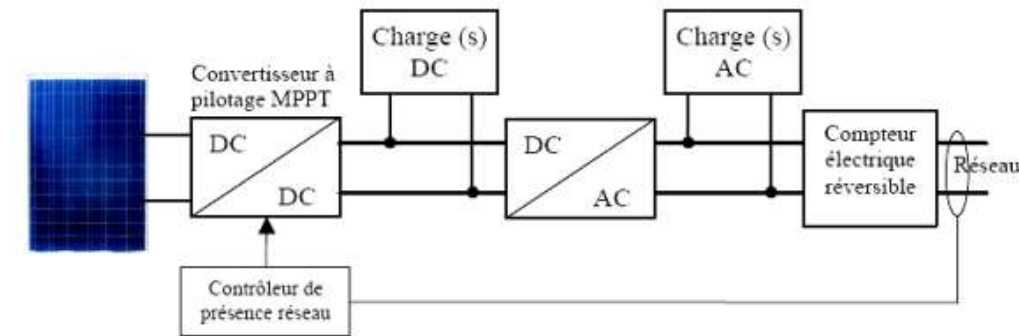 Charge (s)
DC
Charge (s)
AC
Convertisseur à
pilotage MPPT
DC
DC
DC
AC
Compteur
électrique
réversible
Réseau
Contrôleur de
présence réseau